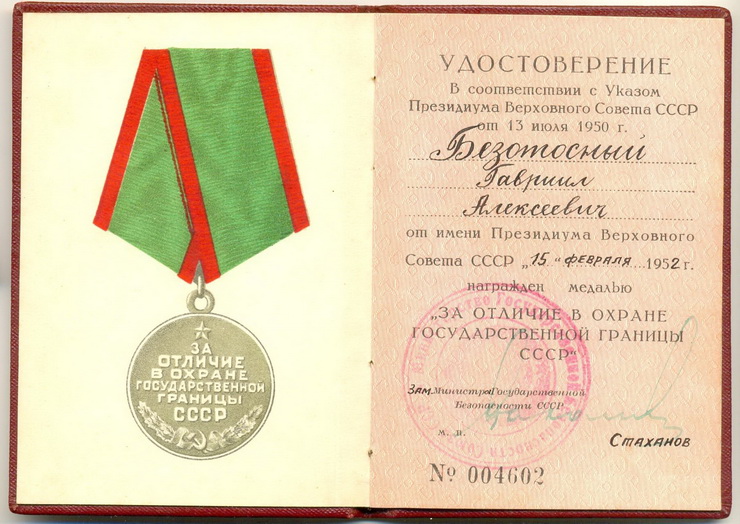 ЗА
ОТЛИЧИЕ
В ОХРАНЕ
ГОСУДАРСТВЕННОЙ
ГРАНИЦЫ
СССР
УДОСТОВЕРЕНИЕ
В соответствии с Указом
Президиума Верховного Совета СССР
от 13 июля 1950 г.
Безотосный
Гавриил
Алексеевич
от имени Президиума Верховного
Совета СССР „15" февраля 1952 г.
награжден медалью
„ЗА ОТЛИЧИЕ В ОХРАНЕ
ГОСУДАРСТВЕННОЙ ГРАНИЦЫ
СССР"
Зам. Министра Государственной
Безопасности СССР
м. п.
Стаханов
№ 004602